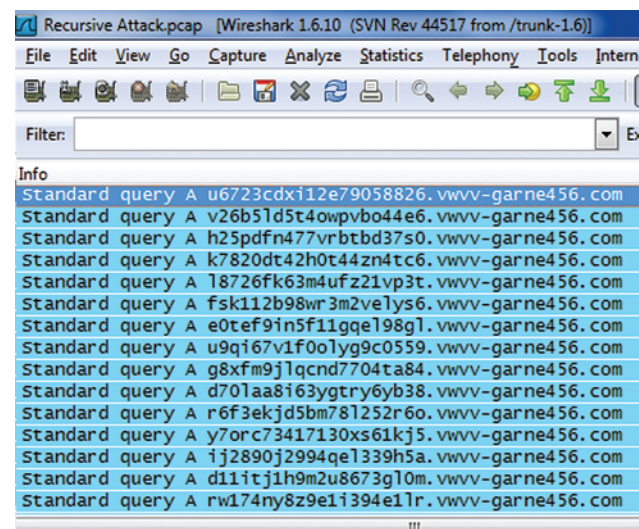 Recursive Attack.pcap [Wireshark 1.6.10 (SVN Rev 44517 from /trunk-1.6)]
File Edit View Go Capture Analyze Statistics Telephony Tools Intern
Filter: Ex
Info
Standard query A u6723cdxi12e79058826.vwvv-garne456.com
Standard query A v26b5ld5t4owpvbo44e6.vwvv-garne456.com
Standard query A h25pdfn477vrbtbd37s0.vwvv-garne456.com
Standard query A k7820dt42h0t44zn4tc6.vwvv-garne456.com
Standard query A l8726fk63m4ufz21vp3t.vwvv-garne456.com
Standard query A fsk112b98wr3m2velys6.vwvv-garne456.com
Standard query A e0tef9in5f11gqel98gl.vwvv-garne456.com
Standard query A u9qi67v1f0olyg9c0559.vwvv-garne456.com
Standard query A g8xfm9jlqcnd7704ta84.vwvv-garne456.com
Standard query A d70laa8i63ygtry6yb38.vwvv-garne456.com
Standard query A r6f3ekjd5bm78l252r6o.vwvv-garne456.com
Standard query A y7orc73417130xs61kj5.vwvv-garne456.com
Standard query A ij2890j2994qel339h5a.vwvv-garne456.com
Standard query A d11itj1h9m2u8673gl0m.vwvv-garne456.com
Standard query A rw174ny8z9e1i394e1lr.vwvv-garne456.com